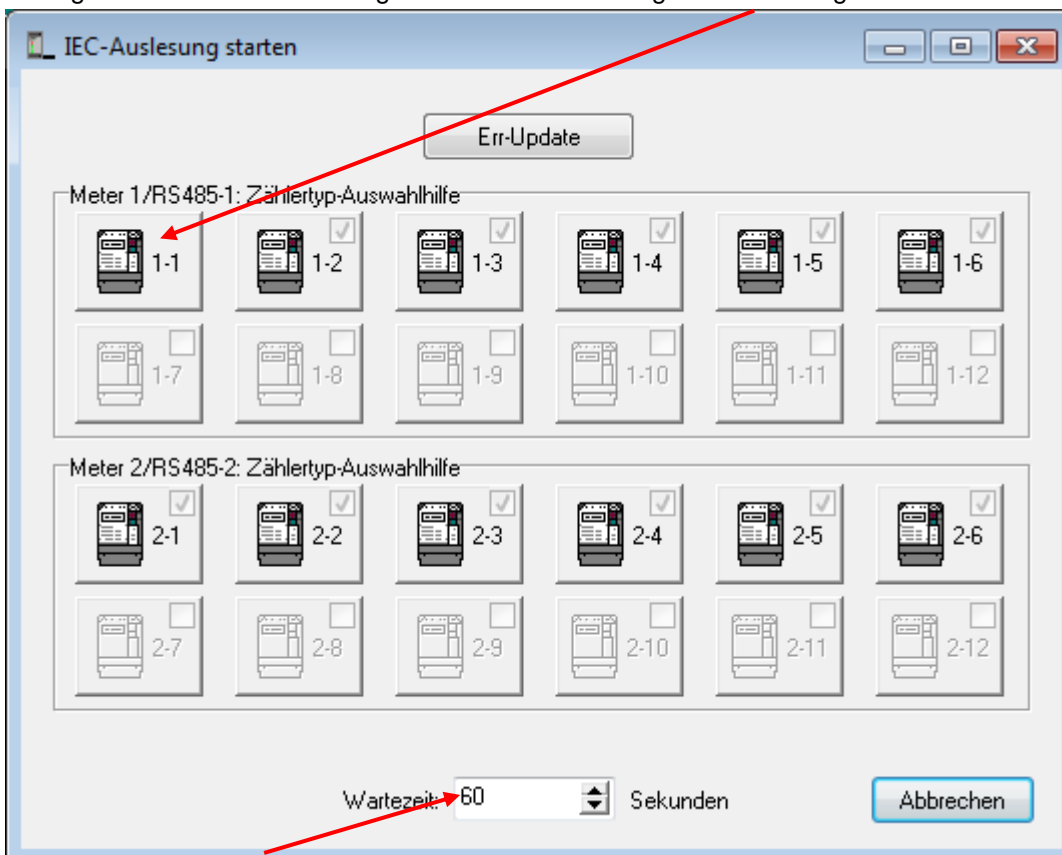 IEC-Auslesung starten
Err-Update
Meter 1/RS485-1: Zählertyp-Auswahlhilfe
1-1 1-2 1-3 1-4 1-5 1-6
1-7 1-8 1-9 1-10 1-11 1-12
Meter 2/RS485-2: Zählertyp-Auswahlhilfe
2-1 2-2 2-3 2-4 2-5 2-6
2-7 2-8 2-9 2-10 2-11 2-12
Wartezeit: 60 Sekunden Abbrechen